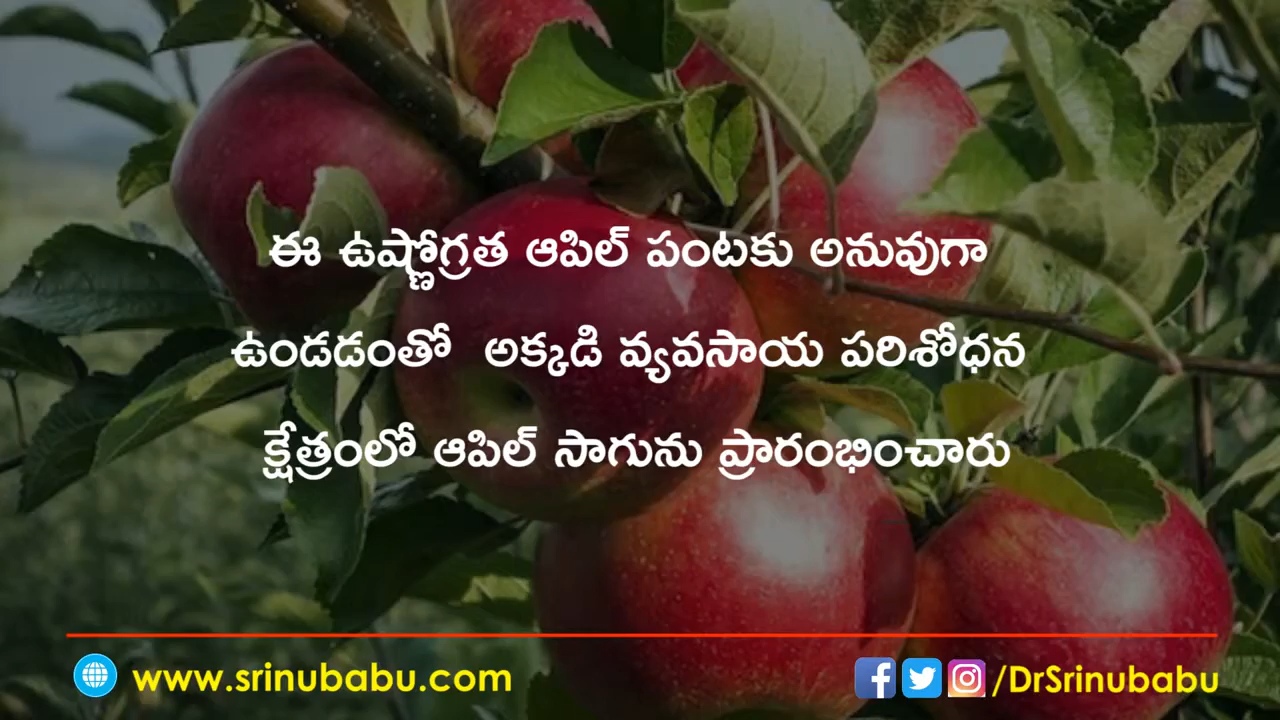 ఈ ఉష్ణోగ్రత ఆపిల్ పంటకు అనువుగా
ఉండడంతో అక్కడి వ్యవసాయ పరిశోధన
క్షేత్రంలో ఆపిల్ సాగును ప్రారంభించారు
www.srinubabu.com
/DrSrinubabu